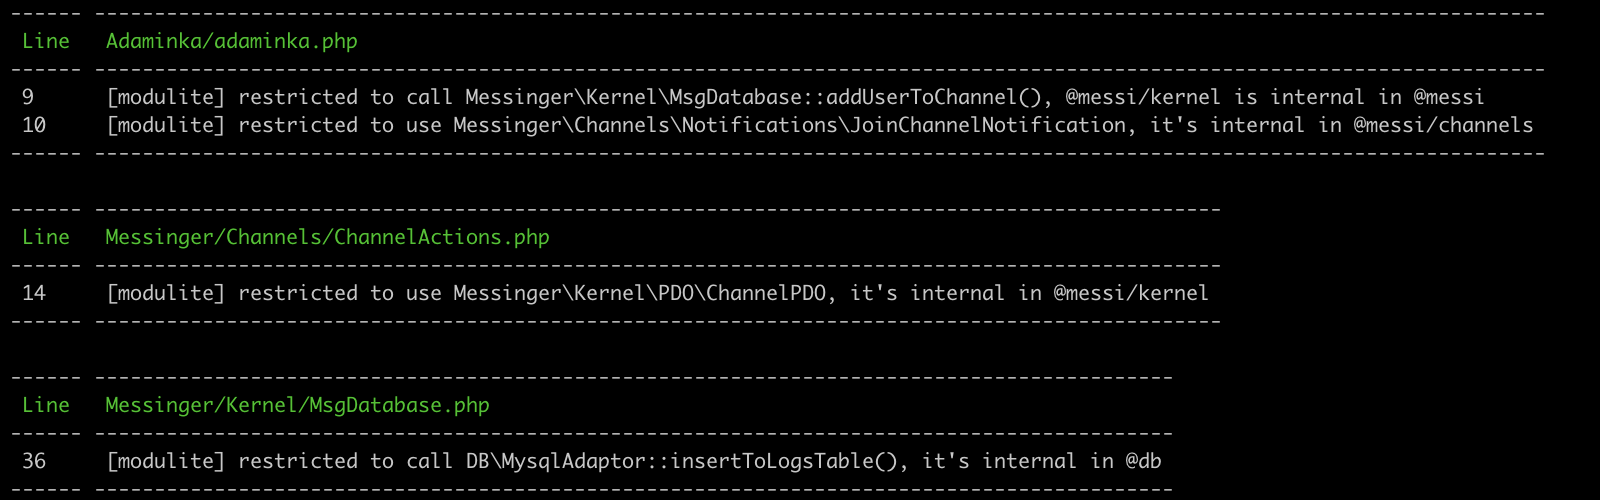 ------ -------------------------------------------------------------------------------------------------------------------------
Line   Adaminka/adaminka.php
------ -------------------------------------------------------------------------------------------------------------------------
9      [modulite] restricted to call Messinger\Kernel\MsgDatabase::addUserToChannel(), @messi/kernel is internal in @messi
10     [modulite] restricted to use Messinger\Channels\Notifications\JoinChannelNotification, it's internal in @messi/channels
------ -------------------------------------------------------------------------------------------------------------------------
------ ----------------------------------------------------------------------------------------------
Line   Messinger/Channels/ChannelActions.php
------ ----------------------------------------------------------------------------------------------
14     [modulite] restricted to use Messinger\Kernel\PDO\ChannelPDO, it's internal in @messi/kernel
------ ----------------------------------------------------------------------------------------------
------ ------------------------------------------------------------------------------------------
Line   Messinger/Kernel/MsgDatabase.php
------ ------------------------------------------------------------------------------------------
36     [modulite] restricted to call DB\MysqlAdaptor::insertToLogsTable(), it's internal in @db
------ ------------------------------------------------------------------------------------------